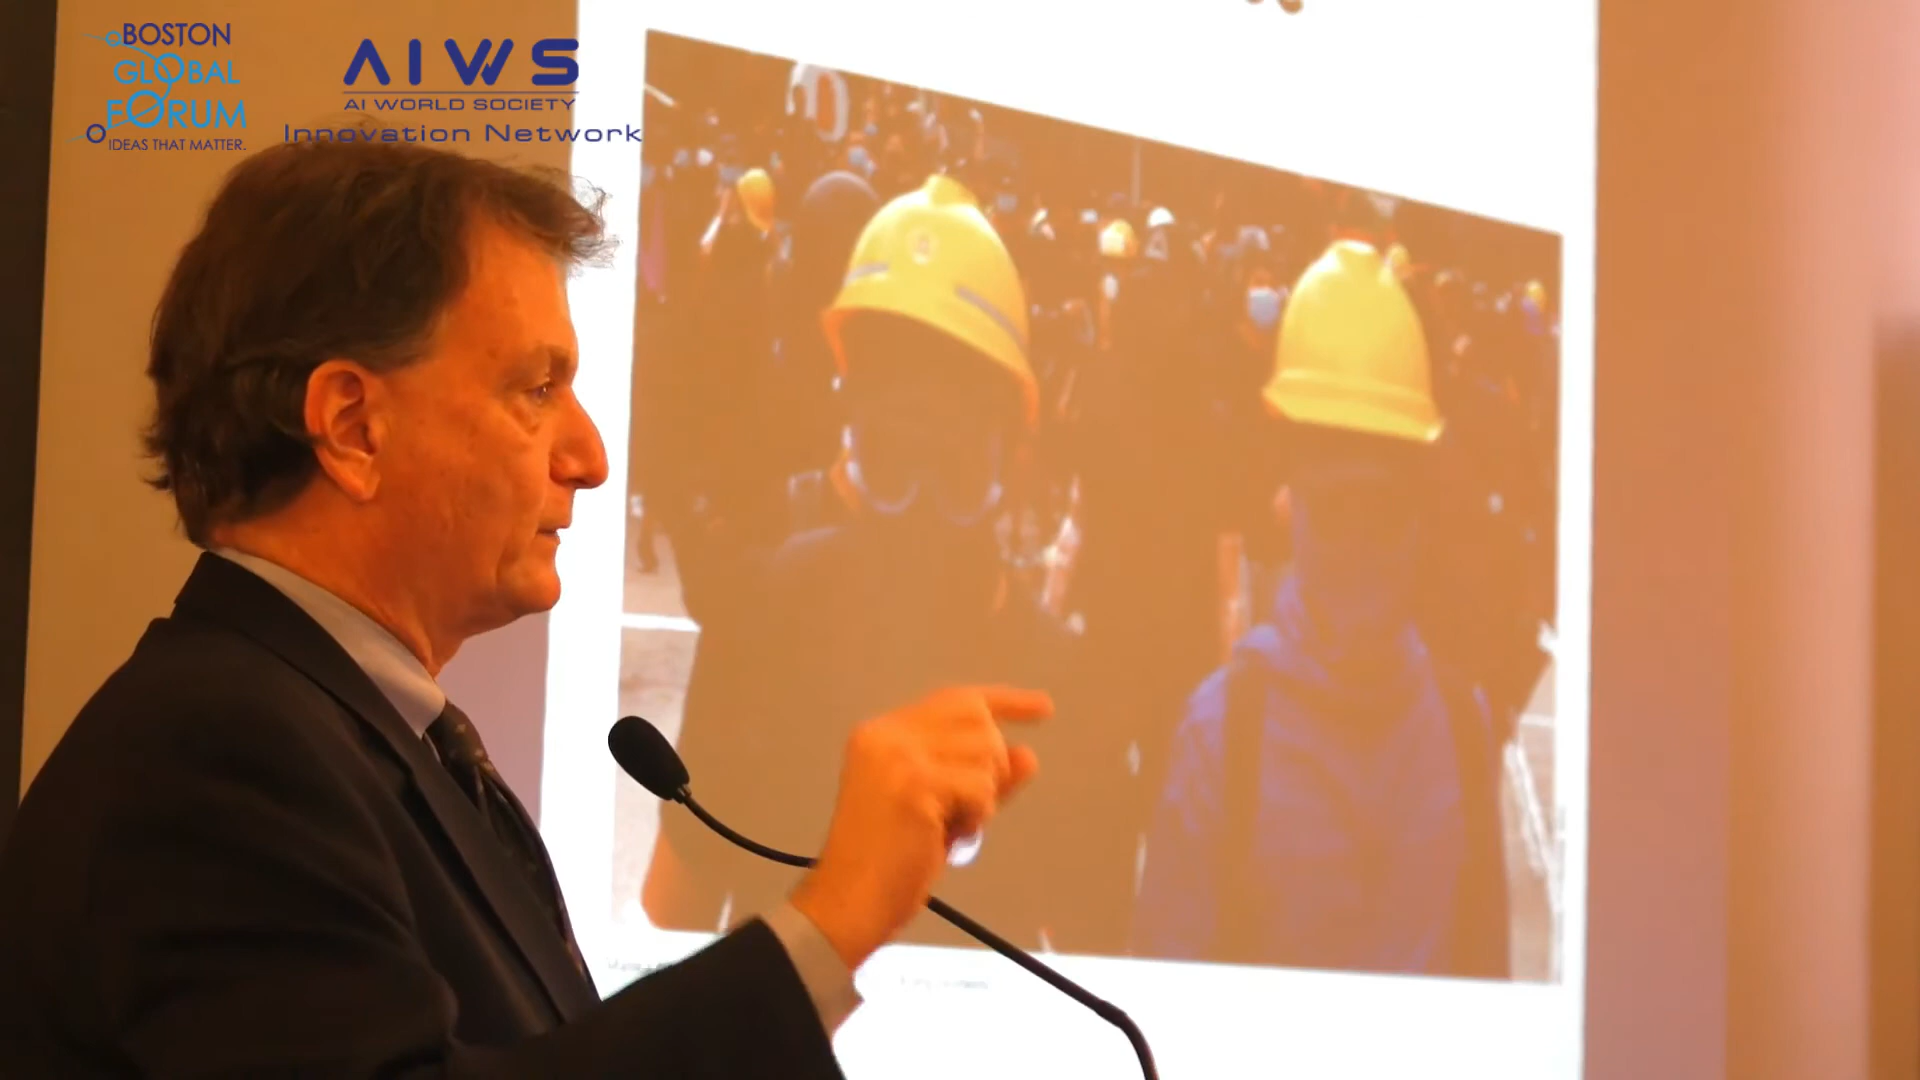 BOSTON
GLOBAL
FORUM
IDEAS THAT MATTER.
AIWS
AI WORLD SOCIETY
Innovation Network